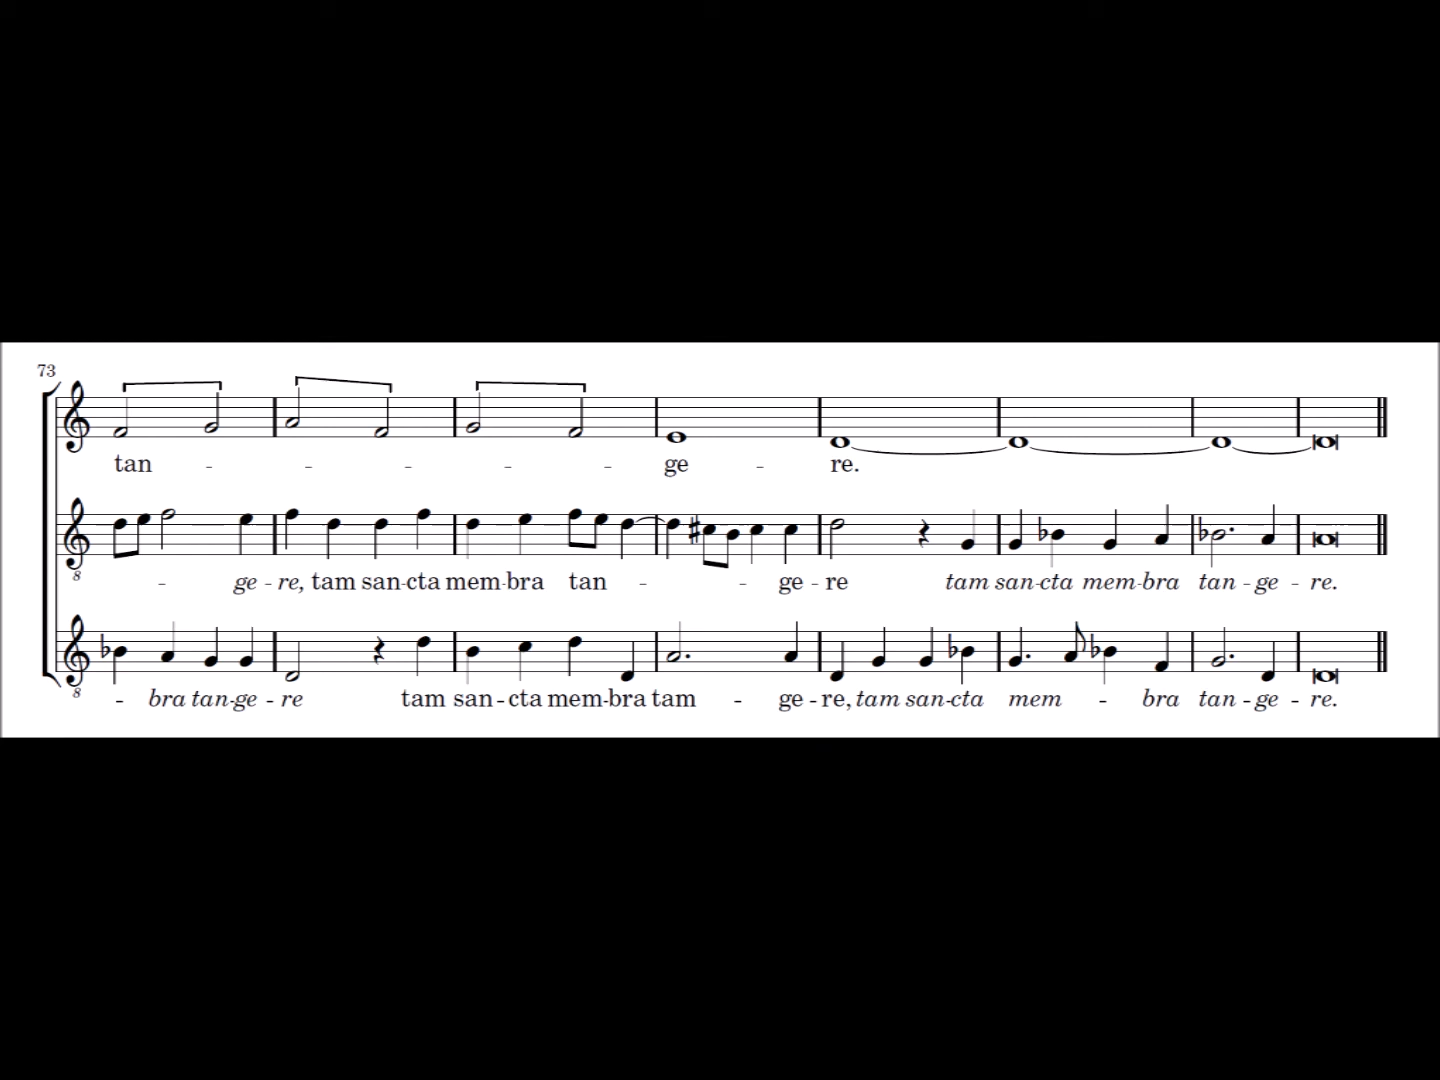 73
tan - - - - - ge - re.
8
- ge - re, tam san-cta mem-bra tan - - ge - re tam san-cta mem-bra tan - ge - re.
8
- bra tan-ge - re tam san-cta mem-bra tam - ge - re, tam san-cta mem - bra tan - ge - re.